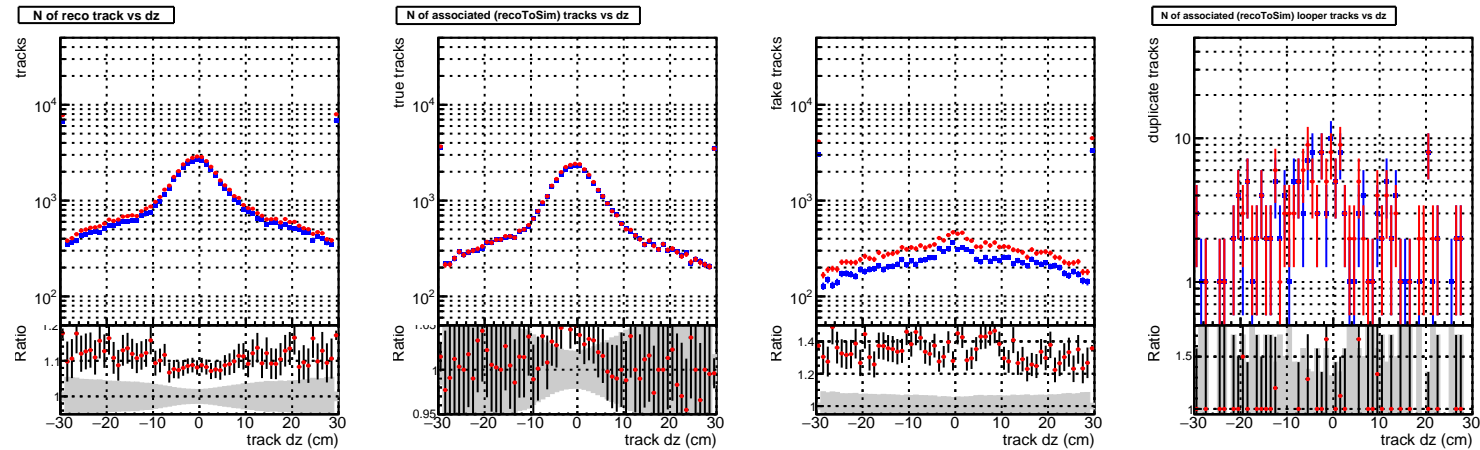 N of reco track vs dz
tracks
10^4
10^3
10^2
Ratio
1.2
1.1
1
−30 −20 −10 0 10 20 30
track dz (cm)
N of associated (recoToSim) tracks vs dz
true tracks
10^4
10^3
10^2
Ratio
1.05
1
0.95
−30 −20 −10 0 10 20 30
track dz (cm)
fake tracks
10^4
10^3
10^2
Ratio
1.4
1.2
1
−30 −20 −10 0 10 20 30
track dz (cm)
N of associated (recoToSim) looper tracks vs dz
duplicate tracks
10
1
Ratio
1.5
1
−30 −20 −10 0 10 20 30
track dz (cm)